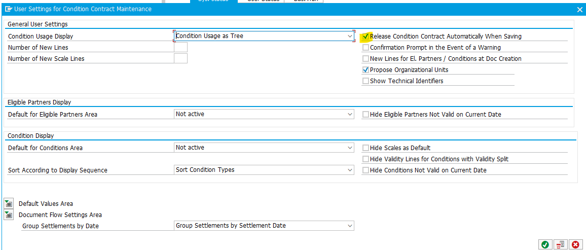 User Settings for Condition Contract Maintenance
General User Settings
Condition Usage Display Condition Usage as Tree Release Condition Contract Automatically When Saving
Number of New Lines Confirmation Prompt in the Event of a Warning
Number of New Scale Lines New Lines for El. Partners / Conditions at Doc Creation
Propose Organizational Units
Show Technical Identifiers
Eligible Partners Display
Default for Eligible Partners Area Not active Hide Eligible Partners Not Valid on Current Date
Condition Display
Default for Conditions Area Not active Hide Scales as Default
Hide Validity Lines for Conditions with Validity Split
Sort According to Display Sequence Sort Condition Types Hide Conditions Not Valid on Current Date
Default Values Area
Document Flow Settings Area
Group Settlements by Date Group Settlements by Settlement Date